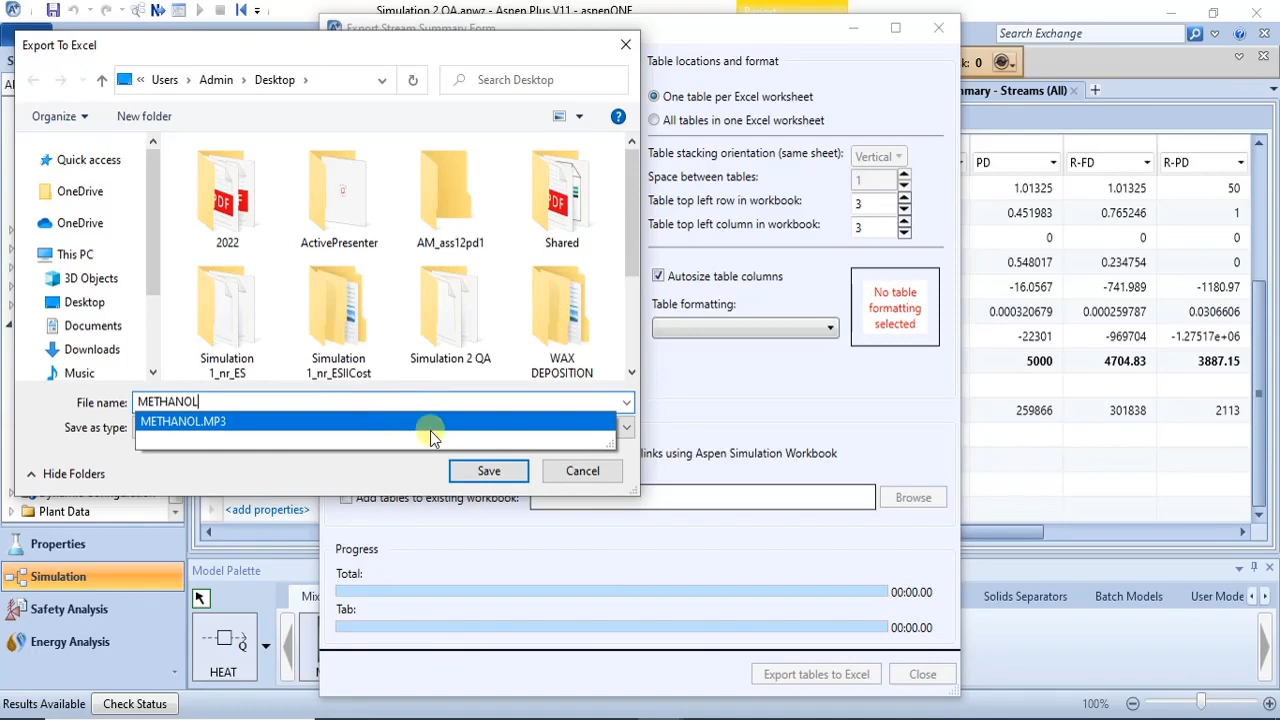 Simulation 2 QA.apwz - Aspen Plus V11 - aspenONE
Export Stream Summary Form
Search Exchange
Export To Excel
Users
Admin
Desktop
Search Desktop
Organize
New folder
Quick access
OneDrive
OneDrive
This PC
3D Objects
Desktop
Documents
Downloads
Music
2022
ActivePresenter
AM_ass12pd1
Shared
Simulation
1_nr_ES
Simulation
1_nr_ESIICost
Simulation 2 QA
WAX
DEPOSITION
File name:
METHANOL
METHANOL.MP3
Save as type:
Hide Folders
Save
Cancel
Table locations and format
One table per Excel worksheet
All tables in one Excel worksheet
Table stacking orientation (same sheet):
Vertical
Space between tables:
1
Table top left row in workbook:
3
Table top left column in workbook:
3
Autosize table columns
Table formatting:
No table
formatting
selected
links using Aspen Simulation Workbook
Add tables to existing workbook:
Browse
Progress
Total:
00:00.00
Tab:
00:00.00
Export tables to Excel
Close
k: 0
mmary - Streams (All)
PD R-FD R-PD
1.01325 1.01325 50
0.451983 0.765246 1
0 0 0
0.548017 0.234754 0
-16.0567 -741.989 -1180.97
0.000320679 0.000259787 0.0306606
-22301 -969704 -1.27517e+06
5000 4704.83 3887.15
259866 301838 2113
Plant Data
<add properties>
Properties
Simulation
Safety Analysis
Energy Analysis
Model Palette
Mix
HEAT
Q
Solids Separators
Batch Models
User Mode
Results Available
Check Status
100%